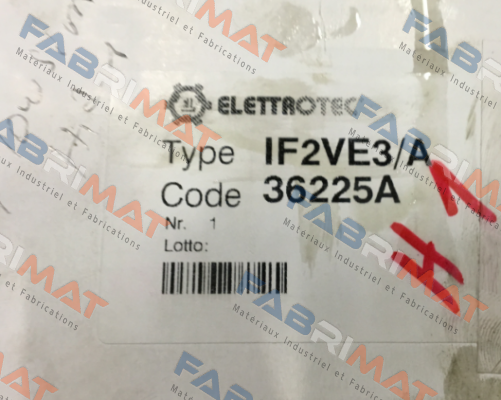 ELETTROTEC
Type IF2VE3/A
Code 36225A
Nr. 1
Lotto:
FABRIMAT
Materiaux Industriel et Fabrications